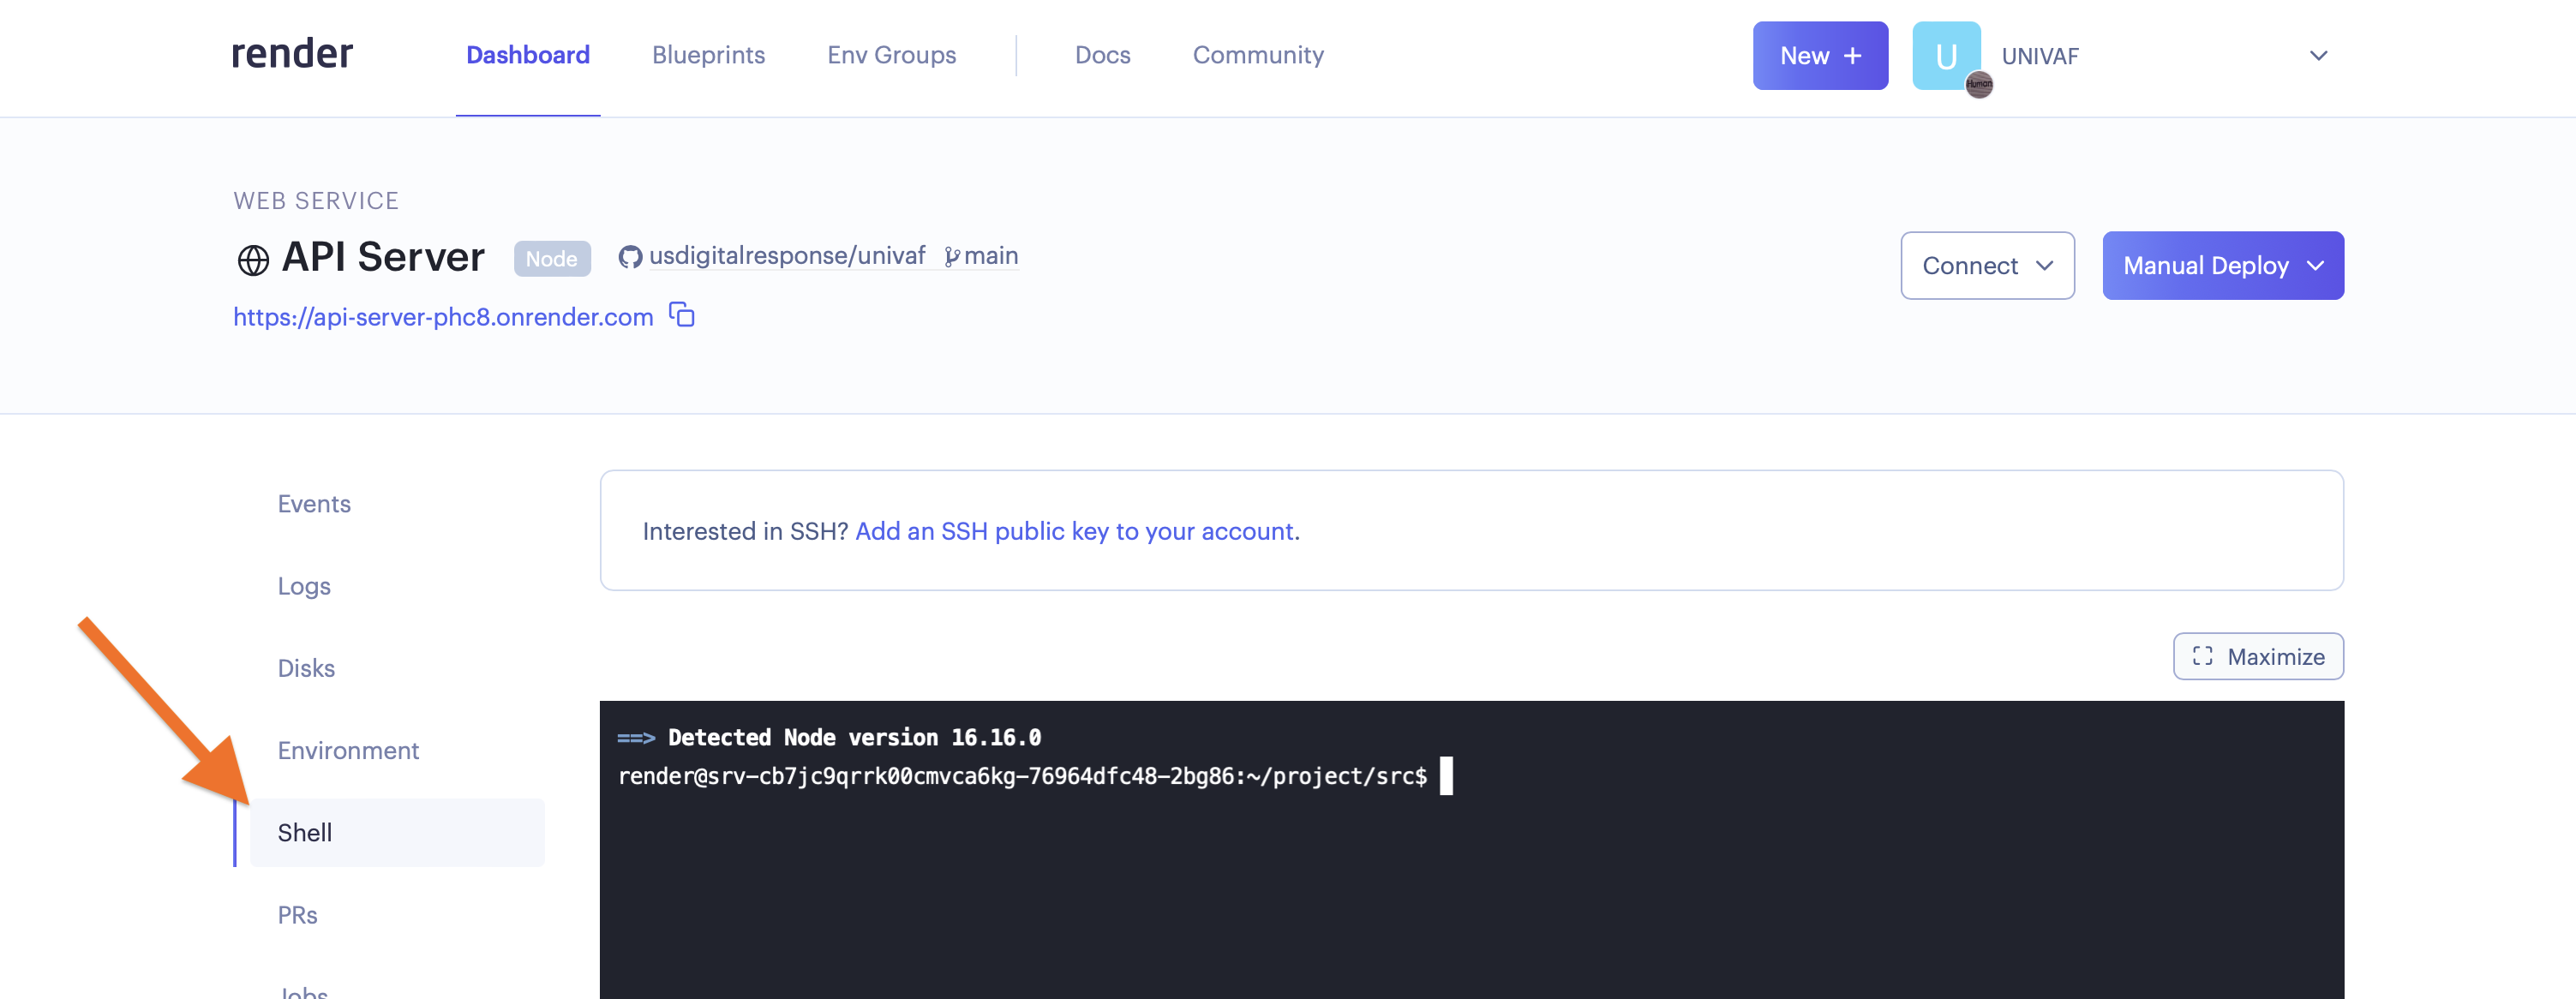 render Dashboard Blueprints Env Groups Docs Community New + U Human UNIVAF
WEB SERVICE
API Server Node usdigitalresponse/univaf main
https://api-server-phc8.onrender.com
Connect Manual Deploy
Events
Logs
Disks
Environment
Shell
PRs
Jobs
Interested in SSH? Add an SSH public key to your account.
Maximize
==> Detected Node version 16.16.0
render@srv-cb7jc9qrrk00cmvca6kg-76964dfc48-2bg86:~/project/src$